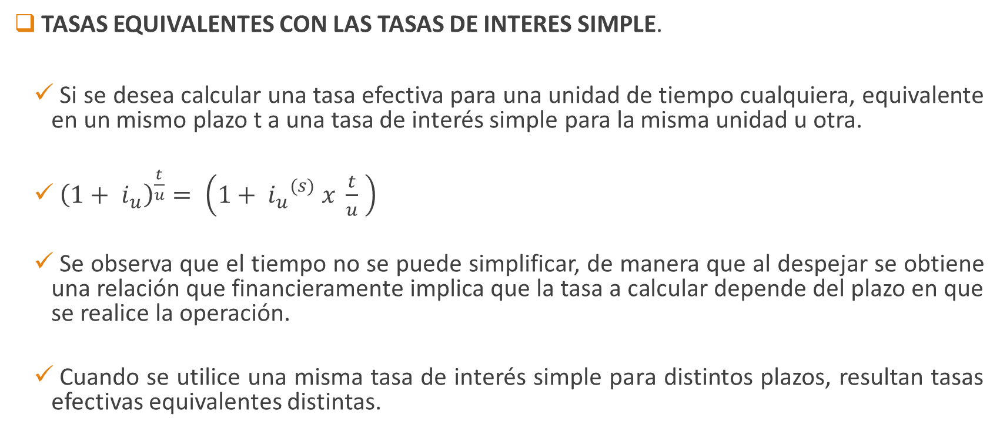 TASAS EQUIVALENTES CON LAS TASAS DE INTERES SIMPLE.
Si se desea calcular una tasa efectiva para una unidad de tiempo cualquiera, equivalente
en un mismo plazo t a una tasa de interés simple para la misma unidad u otra.
(1 + i_u)^{t/u} = (1 + i_u^{(s)} x t/u)
Se observa que el tiempo no se puede simplificar, de manera que al despejar se obtiene
una relación que financieramente implica que la tasa a calcular depende del plazo en que
se realice la operación.
Cuando se utilice una misma tasa de interés simple para distintos plazos, resultan tasas
efectivas equivalentes distintas.